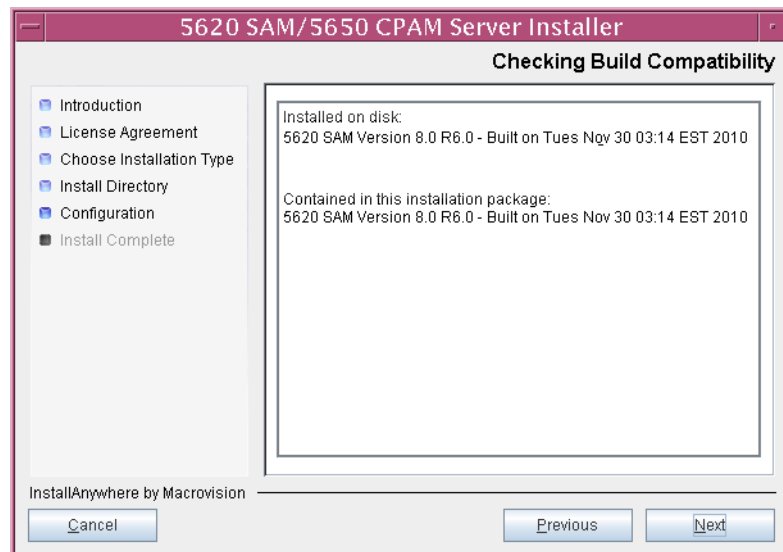 5620 SAM/5650 CPAM Server Installer
Checking Build Compatibility
Introduction
License Agreement
Choose Installation Type
Install Directory
Configuration
Install Complete
Installed on disk:
5620 SAM Version 8.0 R6.0 - Built on Tues Nov 30 03:14 EST 2010
Contained in this installation package:
5620 SAM Version 8.0 R6.0 - Built on Tues Nov 30 03:14 EST 2010
InstallAnywhere by Macrovision
Cancel
Previous
Next